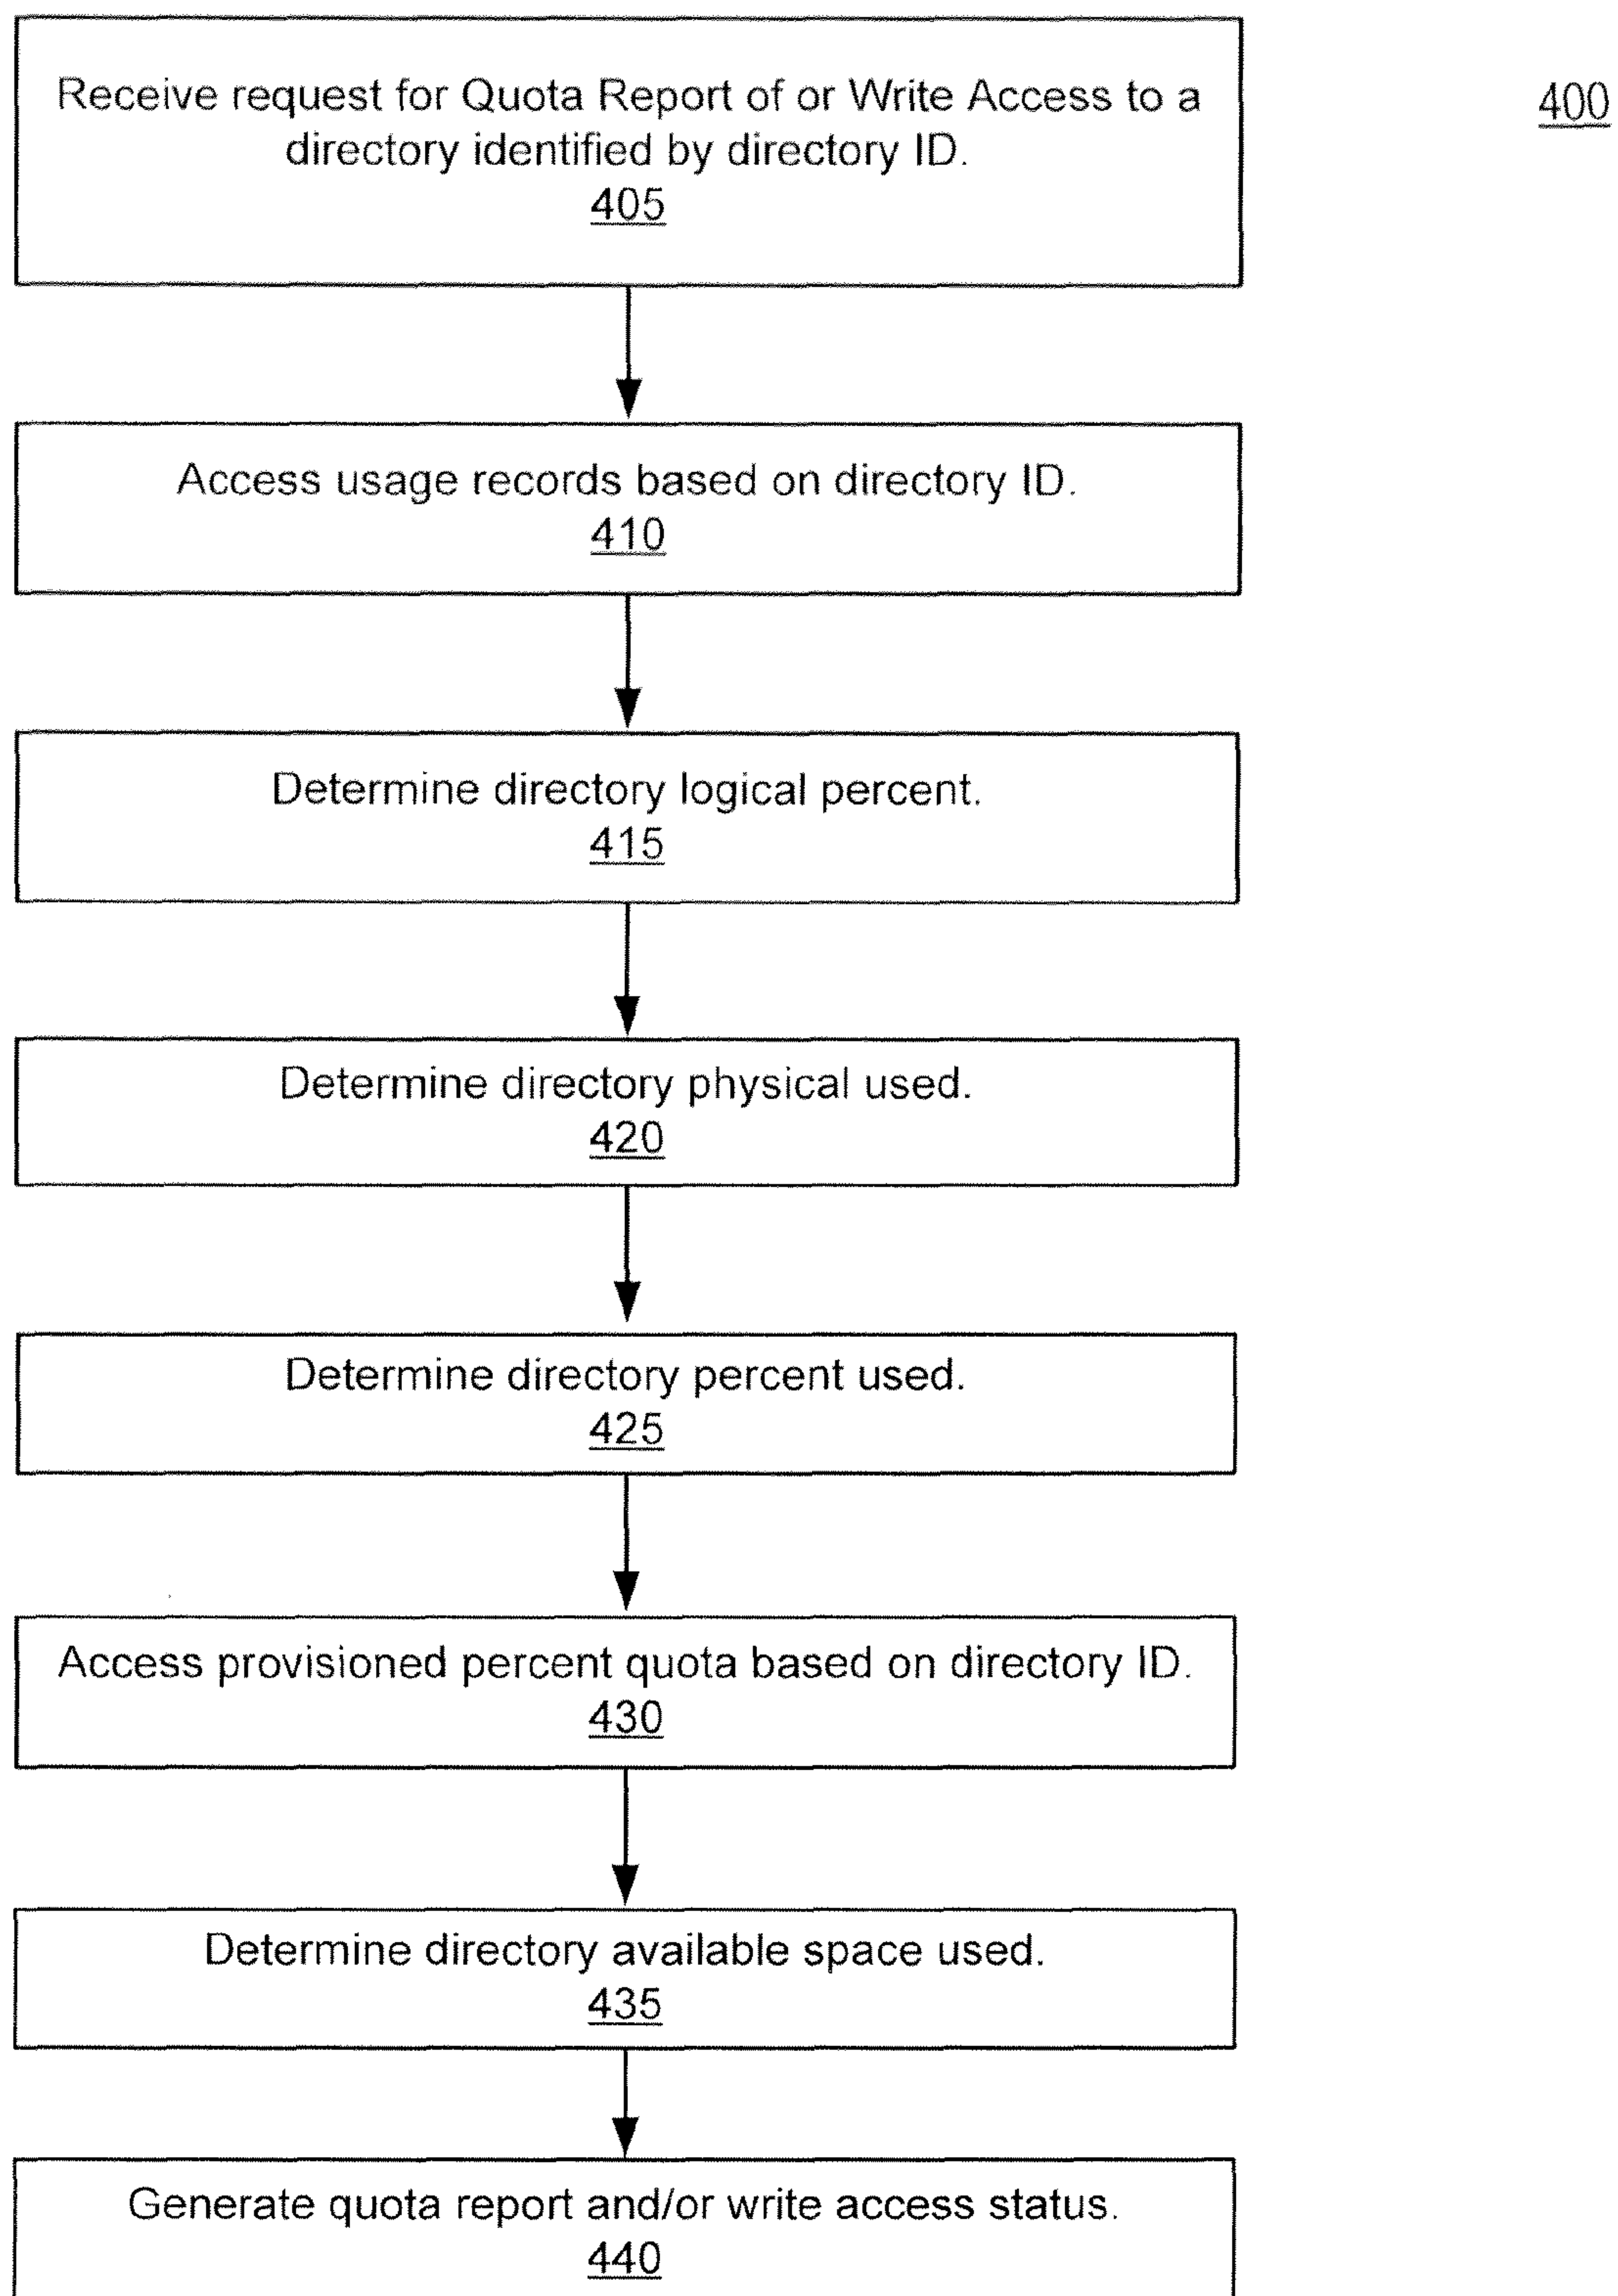 Receive request for Quota Report of or Write Access to a
directory identified by directory ID.
405
400
Access usage records based on directory ID.
410
Determine directory logical percent.
415
Determine directory physical used.
420
Determine directory percent used.
425
Access provisioned percent quota based on directory ID.
430
Determine directory available space used.
435
Generate quota report and/or write access status.
440